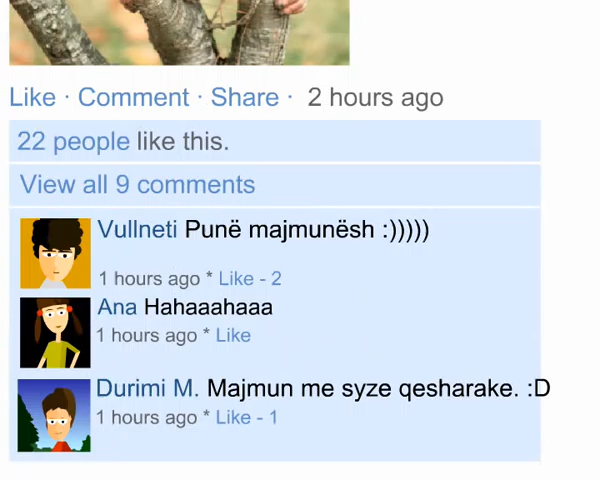 Like · Comment · Share · 2 hours ago
22 people like this.
View all 9 comments
Vullneti Punë majmunësh :)))))
1 hours ago * Like - 2
Ana Hahaaahaaa
1 hours ago * Like
Durimi M. Majmun me syze qesharake. :D
1 hours ago * Like - 1